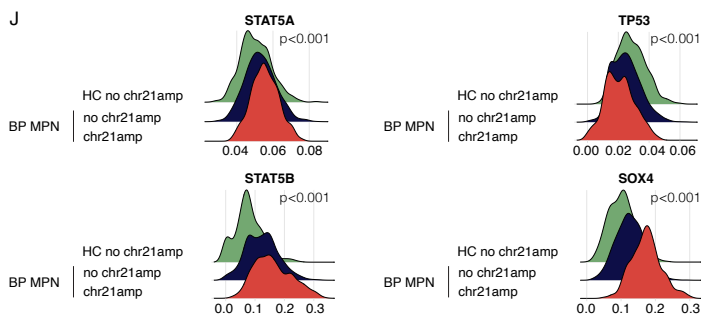 J
STAT5A
p<0.001
HC no chr21amp
BP MPN
no chr21amp
chr21amp
0.04 0.06 0.08
TP53
p<0.001
HC no chr21amp
BP MPN
no chr21amp
chr21amp
0.00 0.02 0.04 0.06
STAT5B
p<0.001
HC no chr21amp
BP MPN
no chr21amp
chr21amp
0.0 0.1 0.2 0.3
SOX4
p<0.001
HC no chr21amp
BP MPN
no chr21amp
chr21amp
0.0 0.1 0.2 0.3